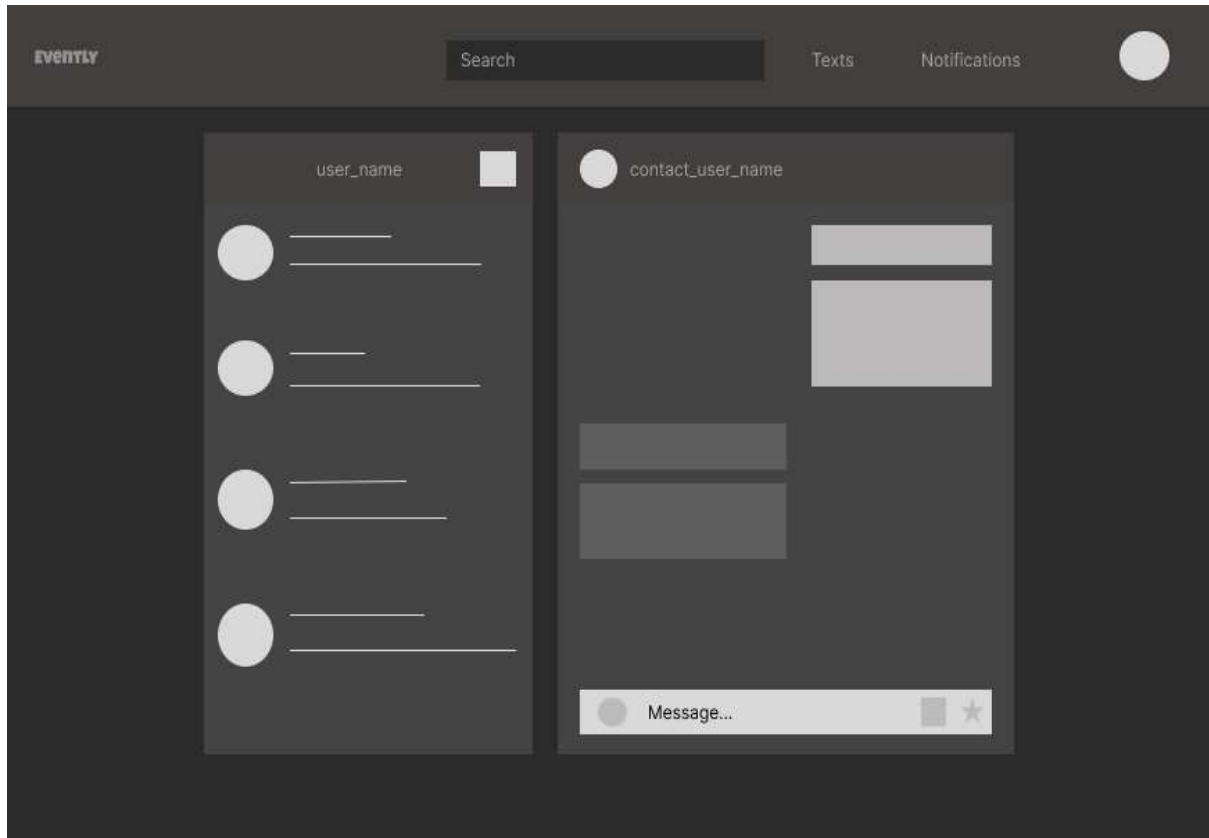 EVENTLY
Search
Texts
Notifications
user_name
contact_user_name
Message...